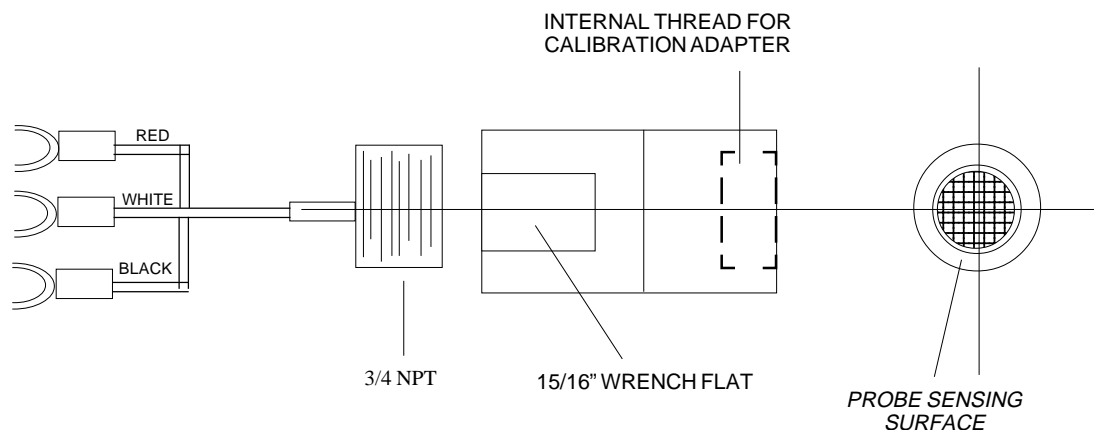 INTERNAL THREAD FOR
CALIBRATION ADAPTER
RED
WHITE
BLACK
3/4 NPT
15/16” WRENCH FLAT
PROBE SENSING
SURFACE